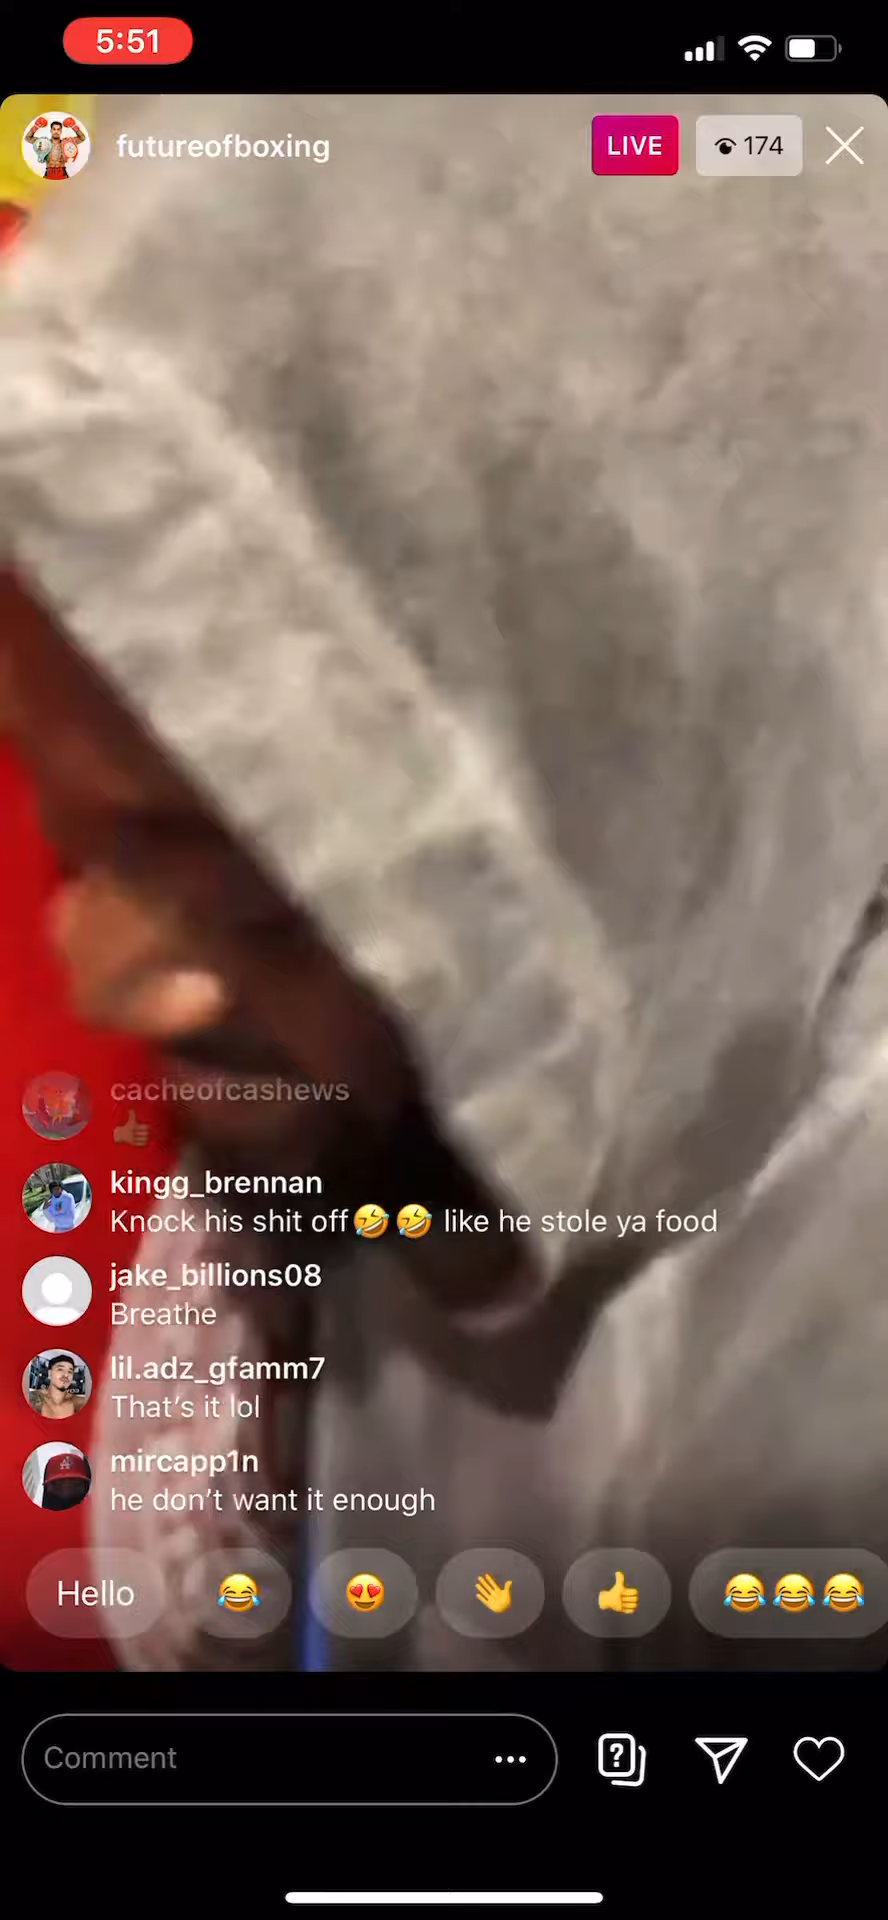 5:51
futureofboxing
LIVE
174
cacheofcashews
👍🏾
kingg_brennan
Knock his shit off🤣🤣 like he stole ya food
jake_billions08
Breathe
lil.adz_gfamm7
That's it lol
mircapp1n
he don't want it enough
Hello 😂 😍 👋 👍 😂😂😂
Comment